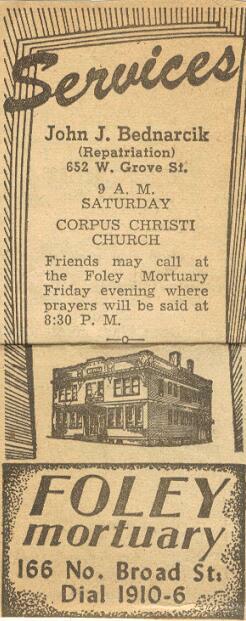 Services
John J. Bednarcik
(Repatriation)
652 W. Grove St.
9 A. M.
SATURDAY
CORPUS CHRISTI
CHURCH
Friends may call at
the Foley Mortuary
Friday evening where
prayers will be said at
8:30 P. M.
FOLEY
mortuary
166 No. Broad St.
Dial 1910-6